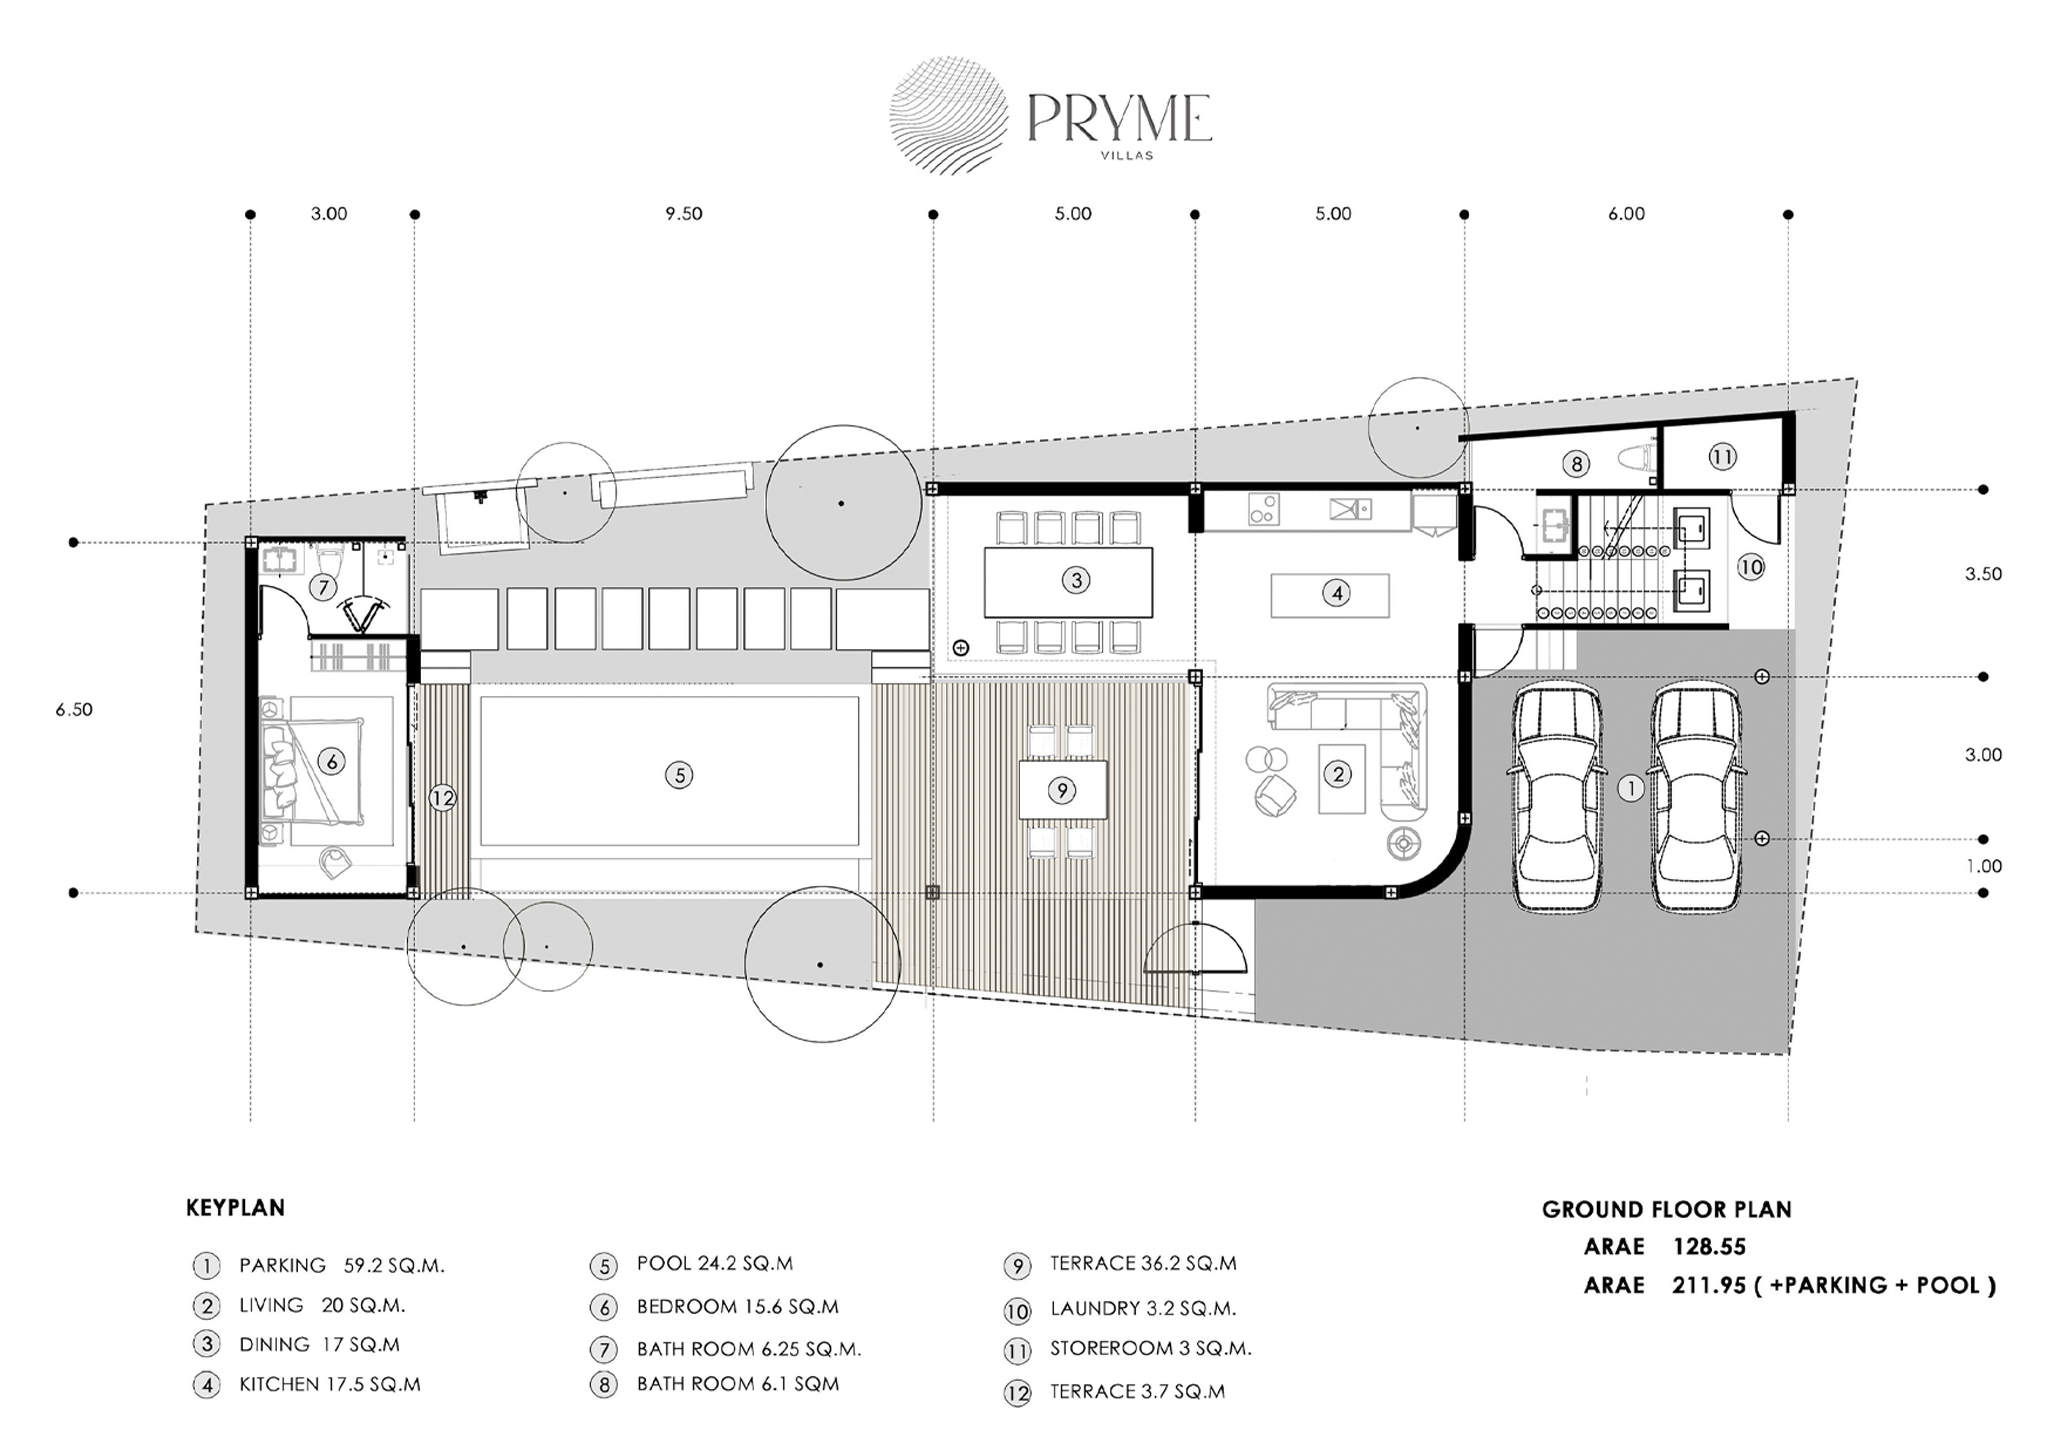 PRYME
VILLAS
3.00 9.50 5.00 5.00 6.00
6.50
3.50
3.00
1.00
1
2
3
4
5
6
7
8
9
10
11
12
KEYPLAN
1 PARKING 59.2 SQ.M.
2 LIVING 20 SQ.M.
3 DINING 17 SQ.M
4 KITCHEN 17.5 SQ.M
5 POOL 24.2 SQ.M
6 BEDROOM 15.6 SQ.M
7 BATH ROOM 6.25 SQ.M.
8 BATH ROOM 6.1 SQM
9 TERRACE 36.2 SQ.M
10 LAUNDRY 3.2 SQ.M.
11 STOREROOM 3 SQ.M.
12 TERRACE 3.7 SQ.M
GROUND FLOOR PLAN
ARAE 128.55
ARAE 211.95 ( +PARKING + POOL )